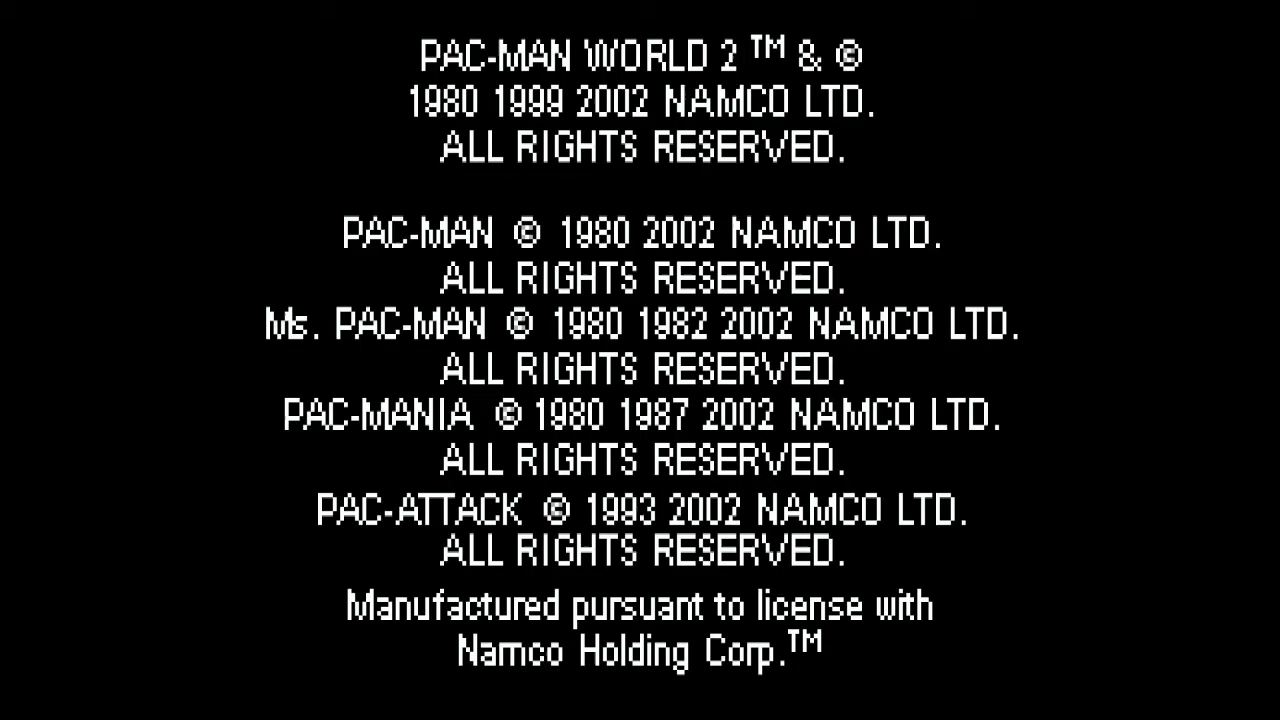 PAC-MAN WORLD 2 ™ & ©
1980 1999 2002 NAMCO LTD.
ALL RIGHTS RESERVED.
PAC-MAN © 1980 2002 NAMCO LTD.
ALL RIGHTS RESERVED.
Ms. PAC-MAN © 1980 1982 2002 NAMCO LTD.
ALL RIGHTS RESERVED.
PAC-MANIA © 1980 1987 2002 NAMCO LTD.
ALL RIGHTS RESERVED.
PAC-ATTACK © 1993 2002 NAMCO LTD.
ALL RIGHTS RESERVED.
Manufactured pursuant to license with
Namco Holding Corp.™